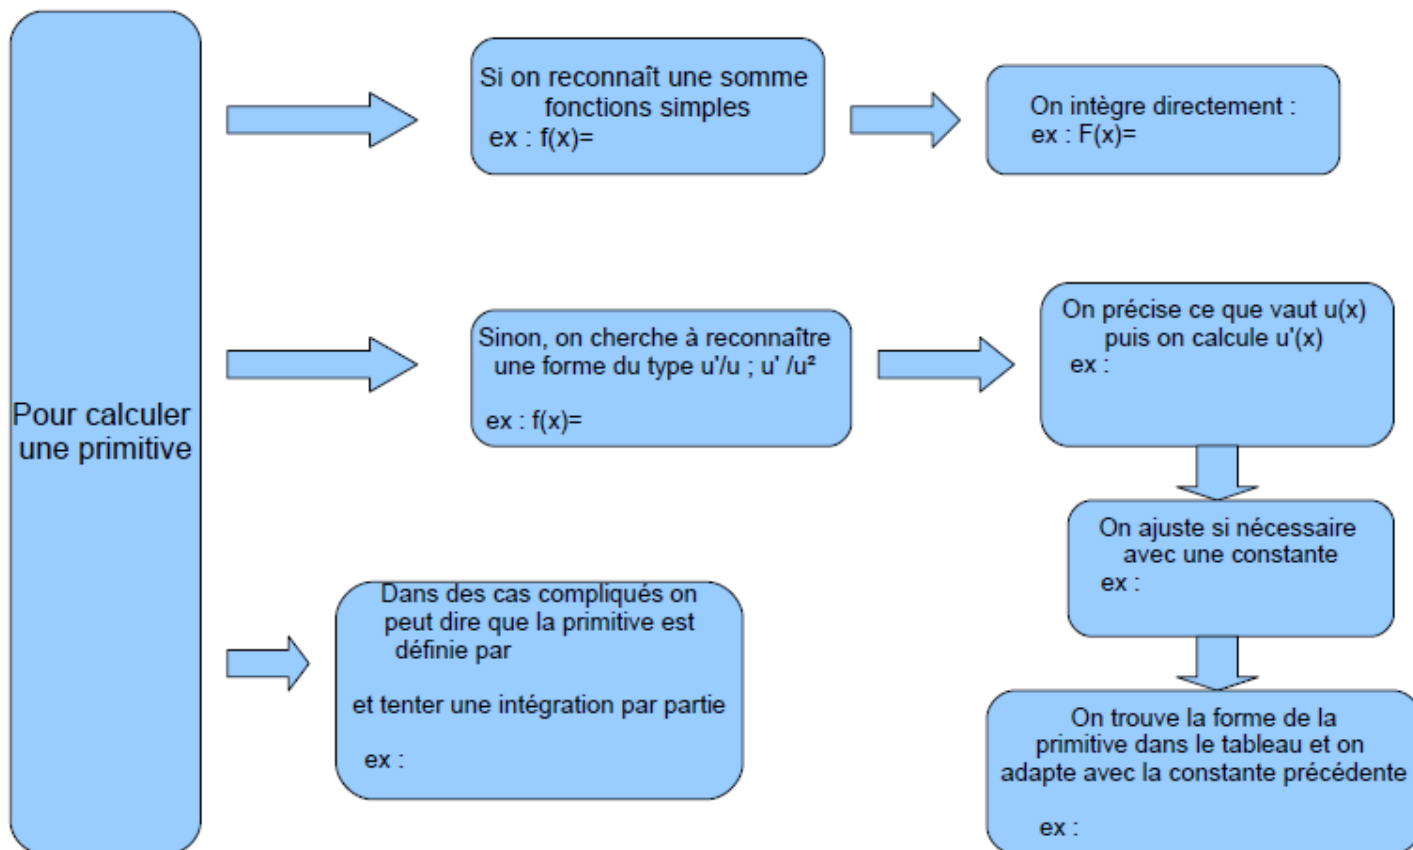 Pour calculer
une primitive
Si on reconnaît une somme
fonctions simples
ex : f(x)=
On intègre directement :
ex : F(x)=
Sinon, on cherche à reconnaître
une forme du type u'/u ; u' /u²
ex : f(x)=
On précise ce que vaut u(x)
puis on calcule u'(x)
ex :
On ajuste si nécessaire
avec une constante
ex :
On trouve la forme de la
primitive dans le tableau et on
adapte avec la constante précédente
ex :
Dans des cas compliqués on
peut dire que la primitive est
définie par
et tenter une intégration par partie
ex :